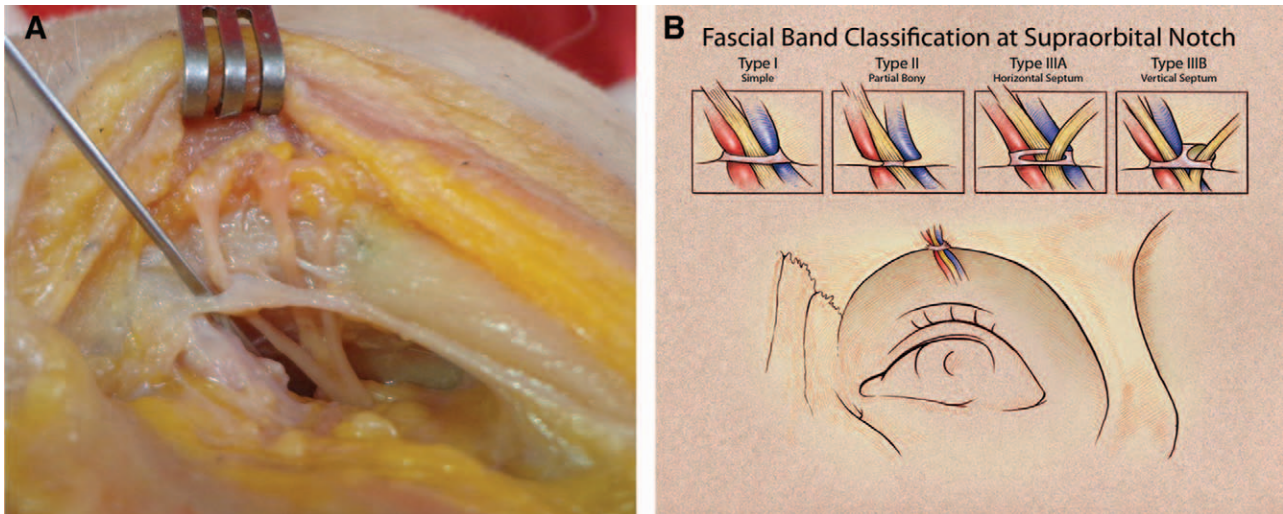 A
B
Fascial Band Classification at Supraorbital Notch
Type I
Simple
Type II
Partial Bony
Type IIIA
Horizontal Septum
Type IIIB
Vertical Septum